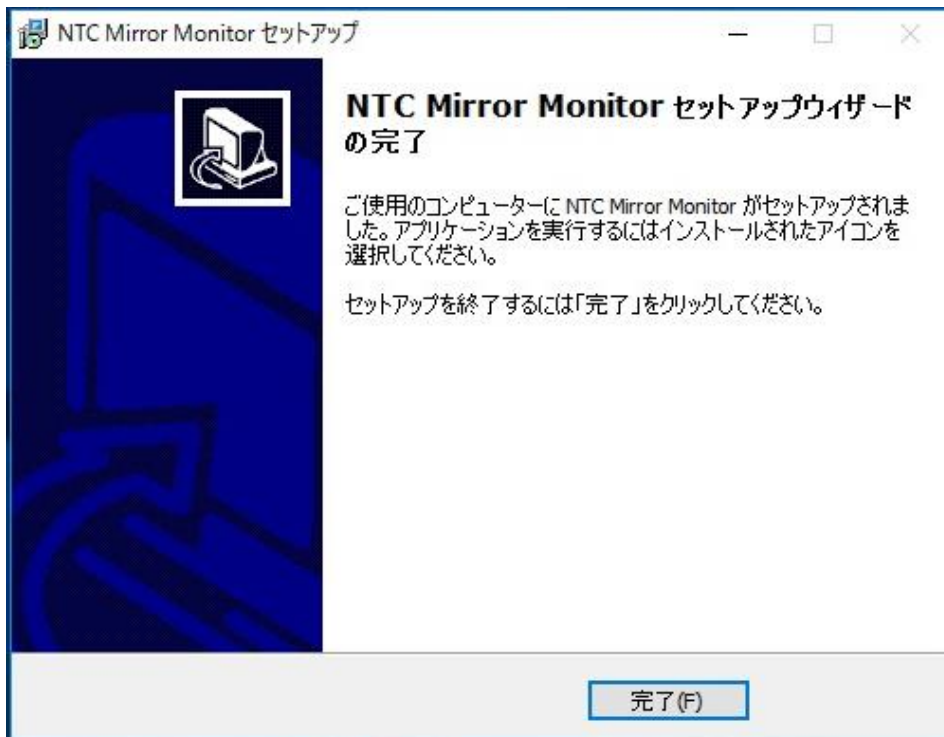 NTC Mirror Monitor セットアップ
NTC Mirror Monitor セットアップウィザード
の完了
ご使用のコンピューターに NTC Mirror Monitor がセットアップされま
した。アプリケーションを実行するにはインストールされたアイコンを
選択してください。
セットアップを終了するには「完了」をクリックしてください。
完了(F)